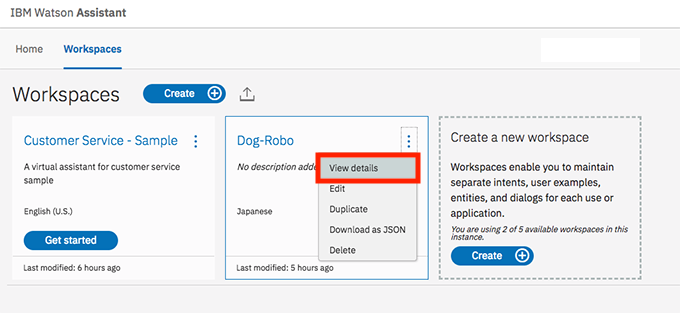 IBM Watson Assistant
Home
Workspaces
Workspaces
Create
Customer Service - Sample
A virtual assistant for customer service
sample
English (U.S.)
Get started
Last modified: 6 hours ago
Dog-Robo
No description adde
Japanese
Last modified: 5 hours ago
View details
Edit
Duplicate
Download as JSON
Delete
Create a new workspace
Workspaces enable you to maintain
separate intents, user examples,
entities, and dialogs for each use or
application.
You are using 2 of 5 available workspaces in this
instance.
Create